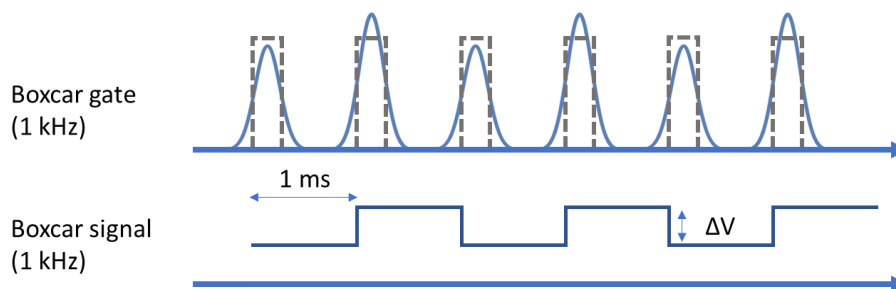 Boxcar gate
(1 kHz)
1 ms
Boxcar signal
(1 kHz)
ΔV